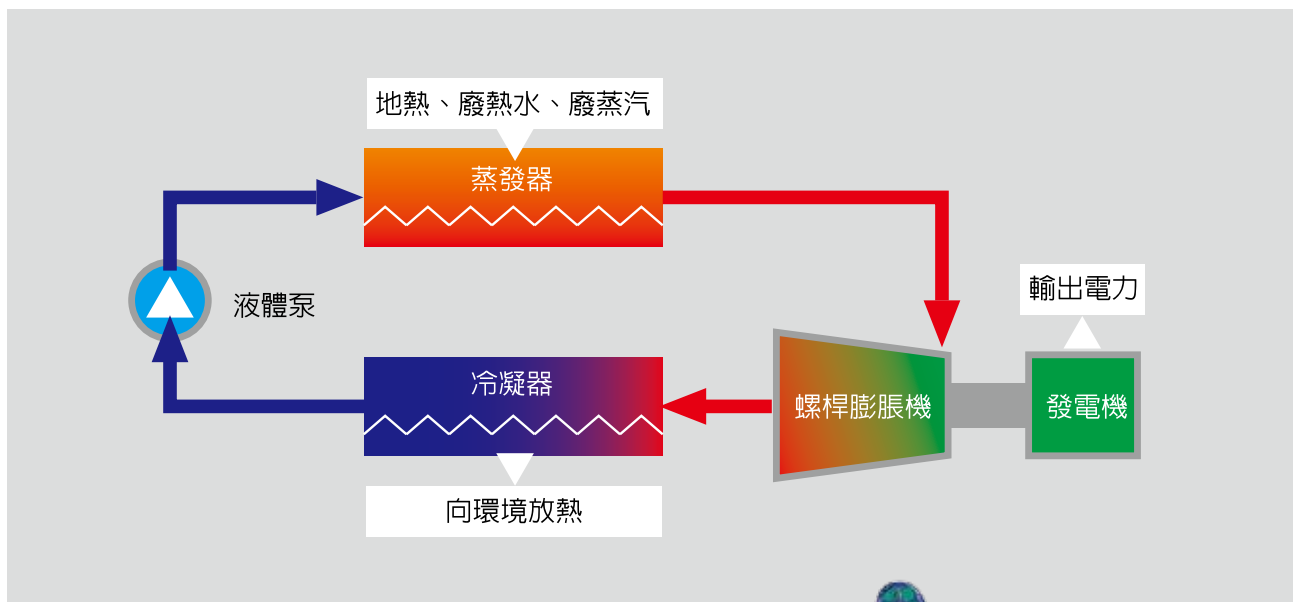 地熱、廢熱水、廢蒸汽
蒸發器
液體泵
輸出電力
冷凝器
螺桿膨脹機
發電機
向環境放熱